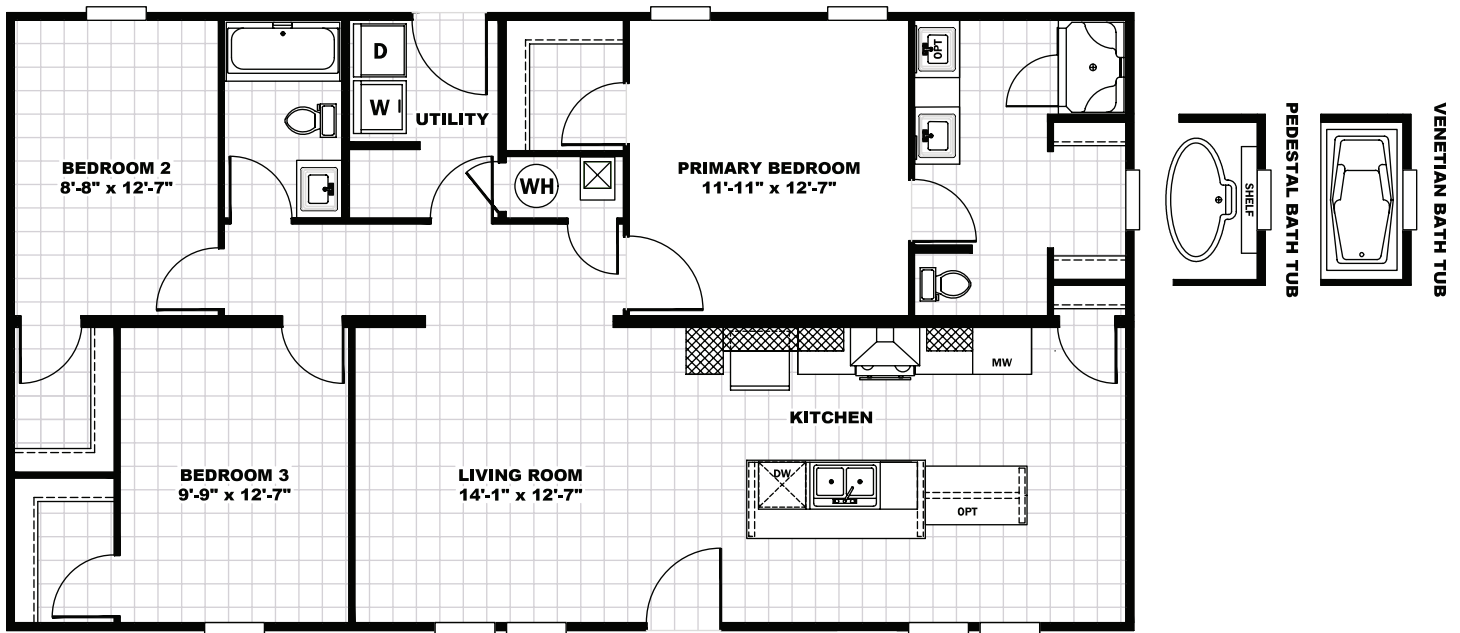 D
W
UTILITY
BEDROOM 2
8'-8" x 12'-7"
WH
PRIMARY BEDROOM
11'-11" x 12'-7"
OPT
SHELF
PEDESTAL BATH TUB
VENETIAN BATH TUB
MW
KITCHEN
BEDROOM 3
9'-9" x 12'-7"
LIVING ROOM
14'-1" x 12'-7"
DW
OPT